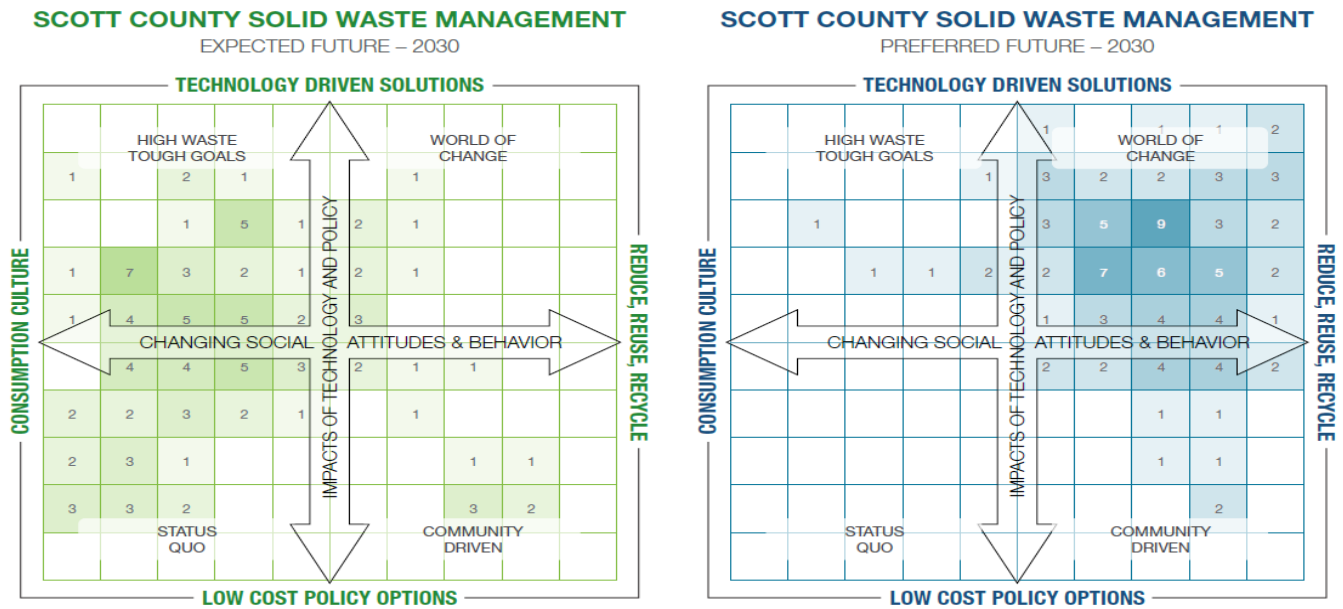 SCOTT COUNTY SOLID WASTE MANAGEMENT
EXPECTED FUTURE – 2030
TECHNOLOGY DRIVEN SOLUTIONS
HIGH WASTE
TOUGH GOALS
WORLD OF
CHANGE
1 2 1 1
1 5 1 2 1
1 7 3 2 1 2 1
1 4 5 5 2 3
CHANGING SOCIAL ATTITUDES & BEHAVIOR
4 4 5 3 2 1 1
2 2 3 2 1 1
2 3 1 1 1
3 3 2 3 2
STATUS
QUO
COMMUNITY
DRIVEN
IMPACTS OF TECHNOLOGY AND POLICY
CONSUMPTION CULTURE
REDUCE, REUSE, RECYCLE
LOW COST POLICY OPTIONS
SCOTT COUNTY SOLID WASTE MANAGEMENT
PREFERRED FUTURE – 2030
TECHNOLOGY DRIVEN SOLUTIONS
1 1 1 2
HIGH WASTE
TOUGH GOALS
WORLD OF
CHANGE
1 3 2 2 3 3
1 3 5 9 3 2
1 1 2 2 7 6 5 2
1 3 4 4 1
CHANGING SOCIAL ATTITUDES & BEHAVIOR
2 2 4 4 2
1 1
1 1
2
STATUS
QUO
COMMUNITY
DRIVEN
IMPACTS OF TECHNOLOGY AND POLICY
CONSUMPTION CULTURE
REDUCE, REUSE, RECYCLE
LOW COST POLICY OPTIONS